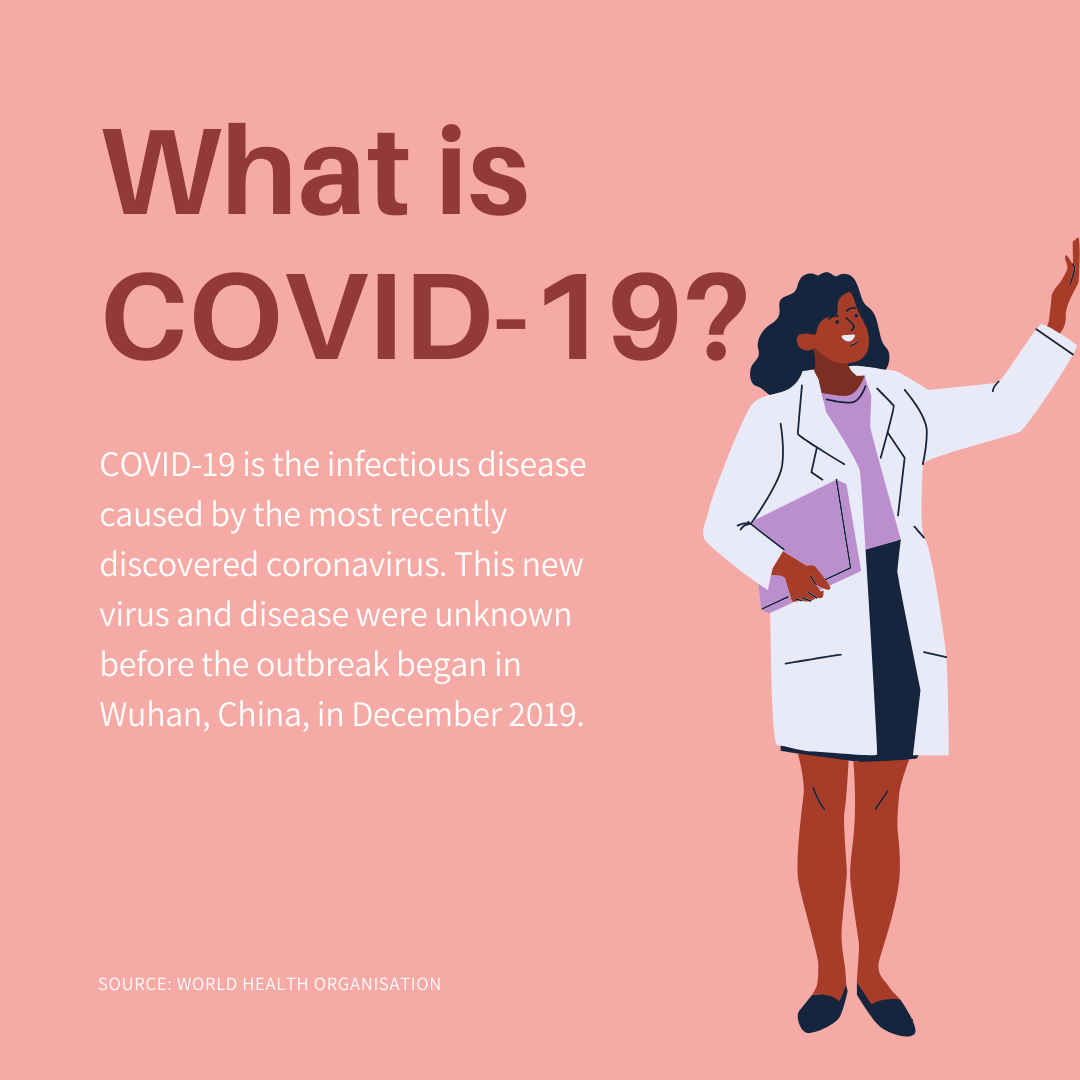 What is
COVID-19?
COVID-19 is the infectious disease
caused by the most recently
discovered coronavirus. This new
virus and disease were unknown
before the outbreak began in
Wuhan, China, in December 2019.
SOURCE: WORLD HEALTH ORGANISATION